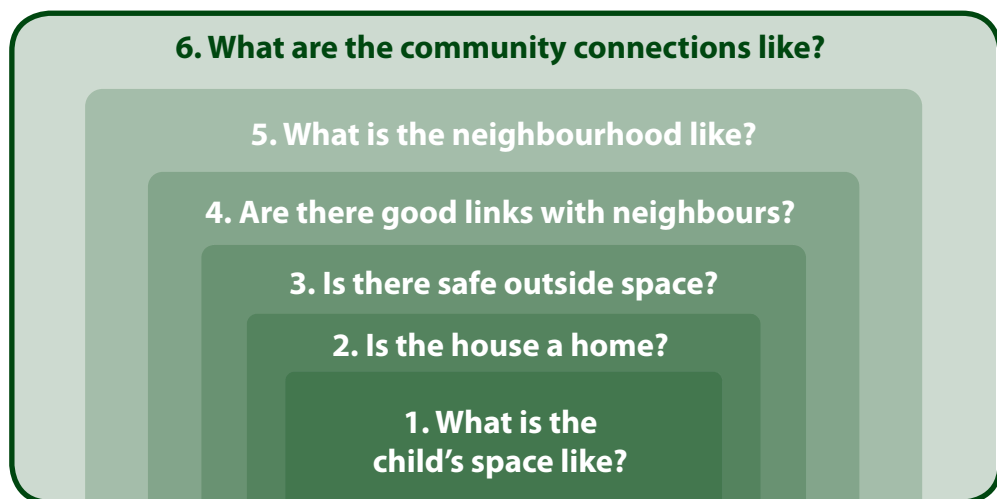 6. What are the community connections like?
5. What is the neighbourhood like?
4. Are there good links with neighbours?
3. Is there safe outside space?
2. Is the house a home?
1. What is the
child’s space like?